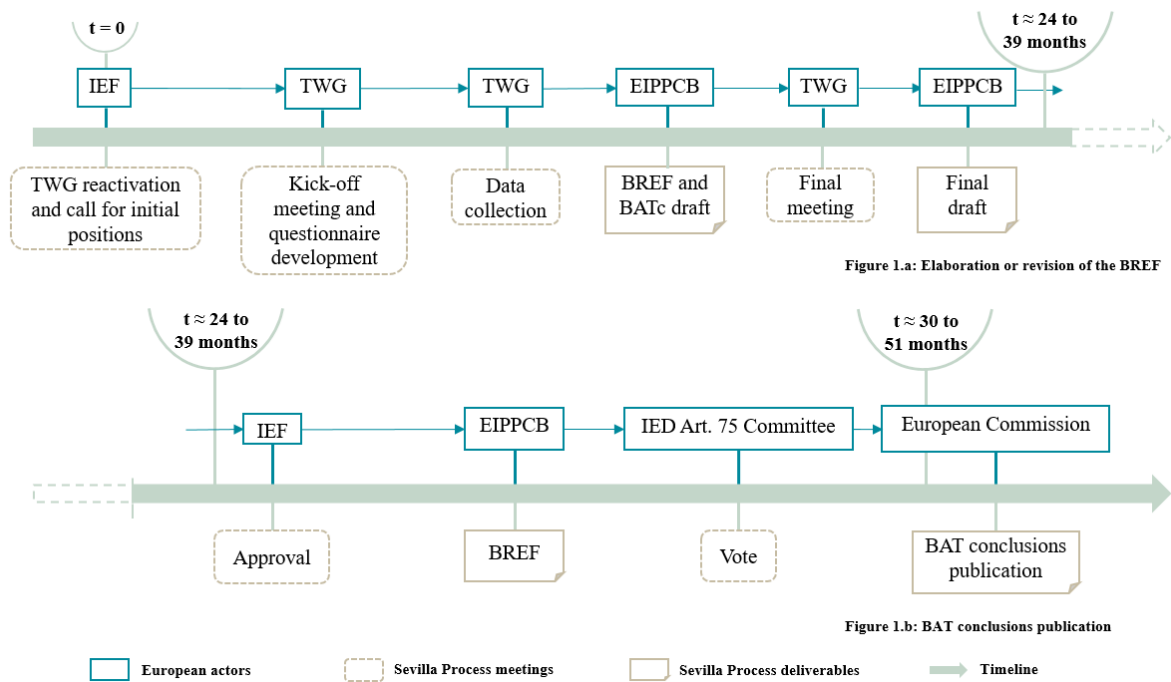 t = 0
t ≈ 24 to
39 months
IEF
TWG
TWG
EIPPCB
TWG
EIPPCB
TWG reactivation
and call for initial
positions
Kick-off
meeting and
questionnaire
development
Data
collection
BREF and
BATc draft
Final
meeting
Final
draft
Figure 1.a: Elaboration or revision of the BREF
t ≈ 24 to
39 months
t ≈ 30 to
51 months
IEF
EIPPCB
IED Art. 75 Committee
European Commission
Approval
BREF
Vote
BAT conclusions
publication
Figure 1.b: BAT conclusions publication
European actors
Sevilla Process meetings
Sevilla Process deliverables
Timeline